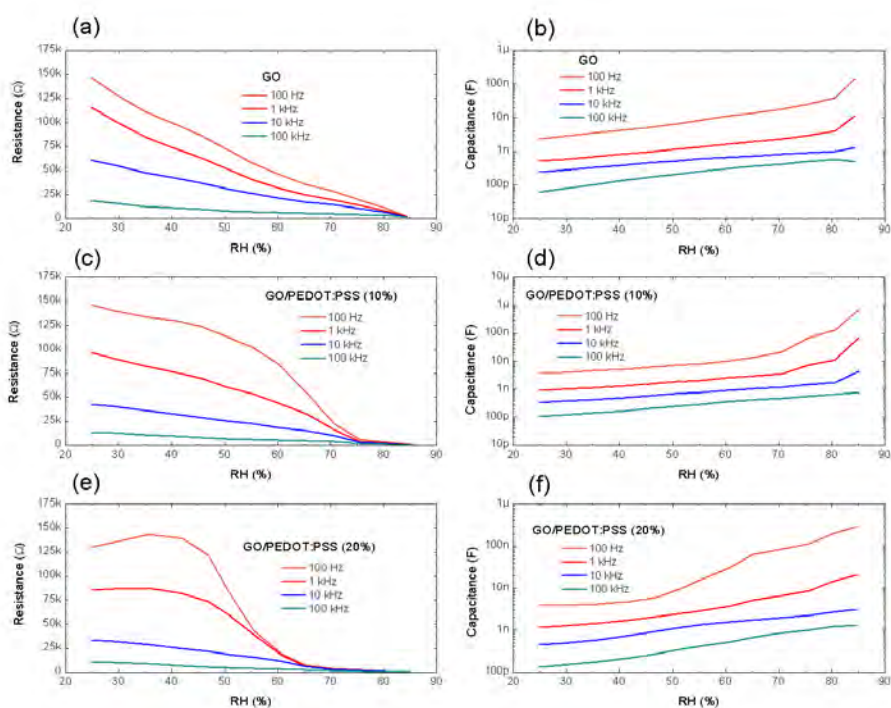 (a)
GO
100 Hz
1 kHz
10 kHz
100 kHz
Resistance (Ω)
175k
150k
125k
100k
75k
50k
25k
0
20 30 40 50 60 70 80 90
RH (%)
(b)
GO
100 Hz
1 kHz
10 kHz
100 kHz
Capacitance (F)
1μ
100n
10n
1n
100p
10p
20 30 40 50 60 70 80 90
RH (%)
(c)
GO/PEDOT:PSS (10%)
100 Hz
1 kHz
10 kHz
100 kHz
Resistance (Ω)
175k
150k
125k
100k
75k
50k
25k
0
20 30 40 50 60 70 80 90
RH (%)
(d)
GO/PEDOT:PSS (10%)
100 Hz
1 kHz
10 kHz
100 kHz
Capacitance (F)
10μ
1μ
100n
10n
1n
100p
10p
20 30 40 50 60 70 80 90
RH (%)
(e)
GO/PEDOT:PSS (20%)
100 Hz
1 kHz
10 kHz
100 kHz
Resistance (Ω)
175k
150k
125k
100k
75k
50k
25k
0
20 30 40 50 60 70 80 90
RH (%)
(f)
GO/PEDOT:PSS (20%)
100 Hz
1 kHz
10 kHz
100 kHz
Capacitance (F)
1μ
100n
10n
1n
100p
20 30 40 50 60 70 80 90
RH (%)